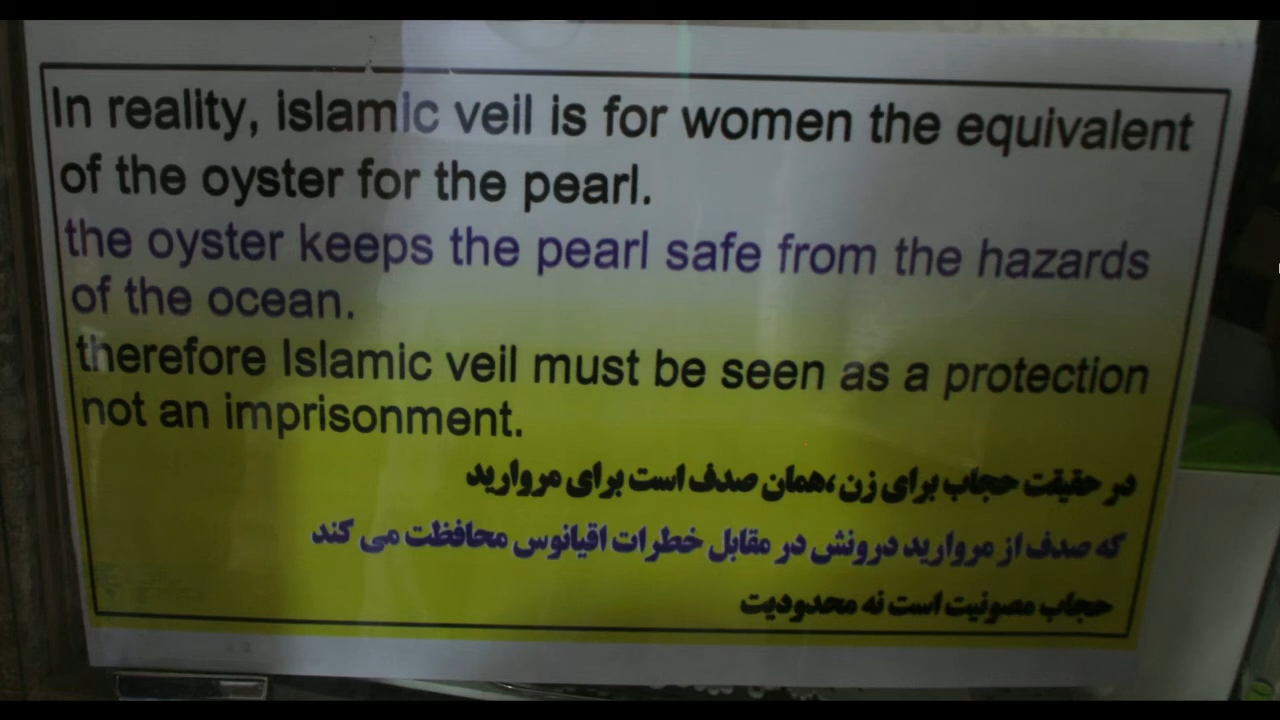 In reality, islamic veil is for women the equivalent
of the oyster for the pearl.
the oyster keeps the pearl safe from the hazards
of the ocean.
therefore Islamic veil must be seen as a protection
not an imprisonment.
در حقیقت حجاب برای زن ،همان صدف است برای مروارید
که صدف از مروارید درونش در مقابل خطرات اقیانوس محافظت می کند
حجاب مصونیت است نه محدودیت